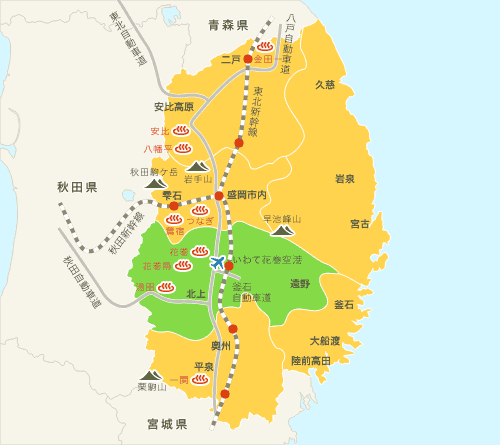 青森県
八戸自動車道
東北自動車道
二戸
金田一
久慈
東北新幹線
安比高原
安比
八幡平
秋田駒ケ岳
岩手山
岩泉
秋田県
雫石
盛岡市内
つなぎ
鶯宿
早池峰山
宮古
秋田新幹線
花巻
いわて花巻空港
花巻南
秋田自動車道
湯田
北上
釜石
自動車道
遠野
釜石
奥州
大船渡
陸前高田
平泉
一関
栗駒山
宮城県